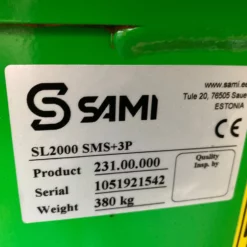 SAMI
www.sami.ee
Tule 20, 76505 Saue
ESTONIA
SL2000 SMS+3P
CE
Product 231.00.000
Serial 1051921542
Weight 380 kg
Quality
Insp. by